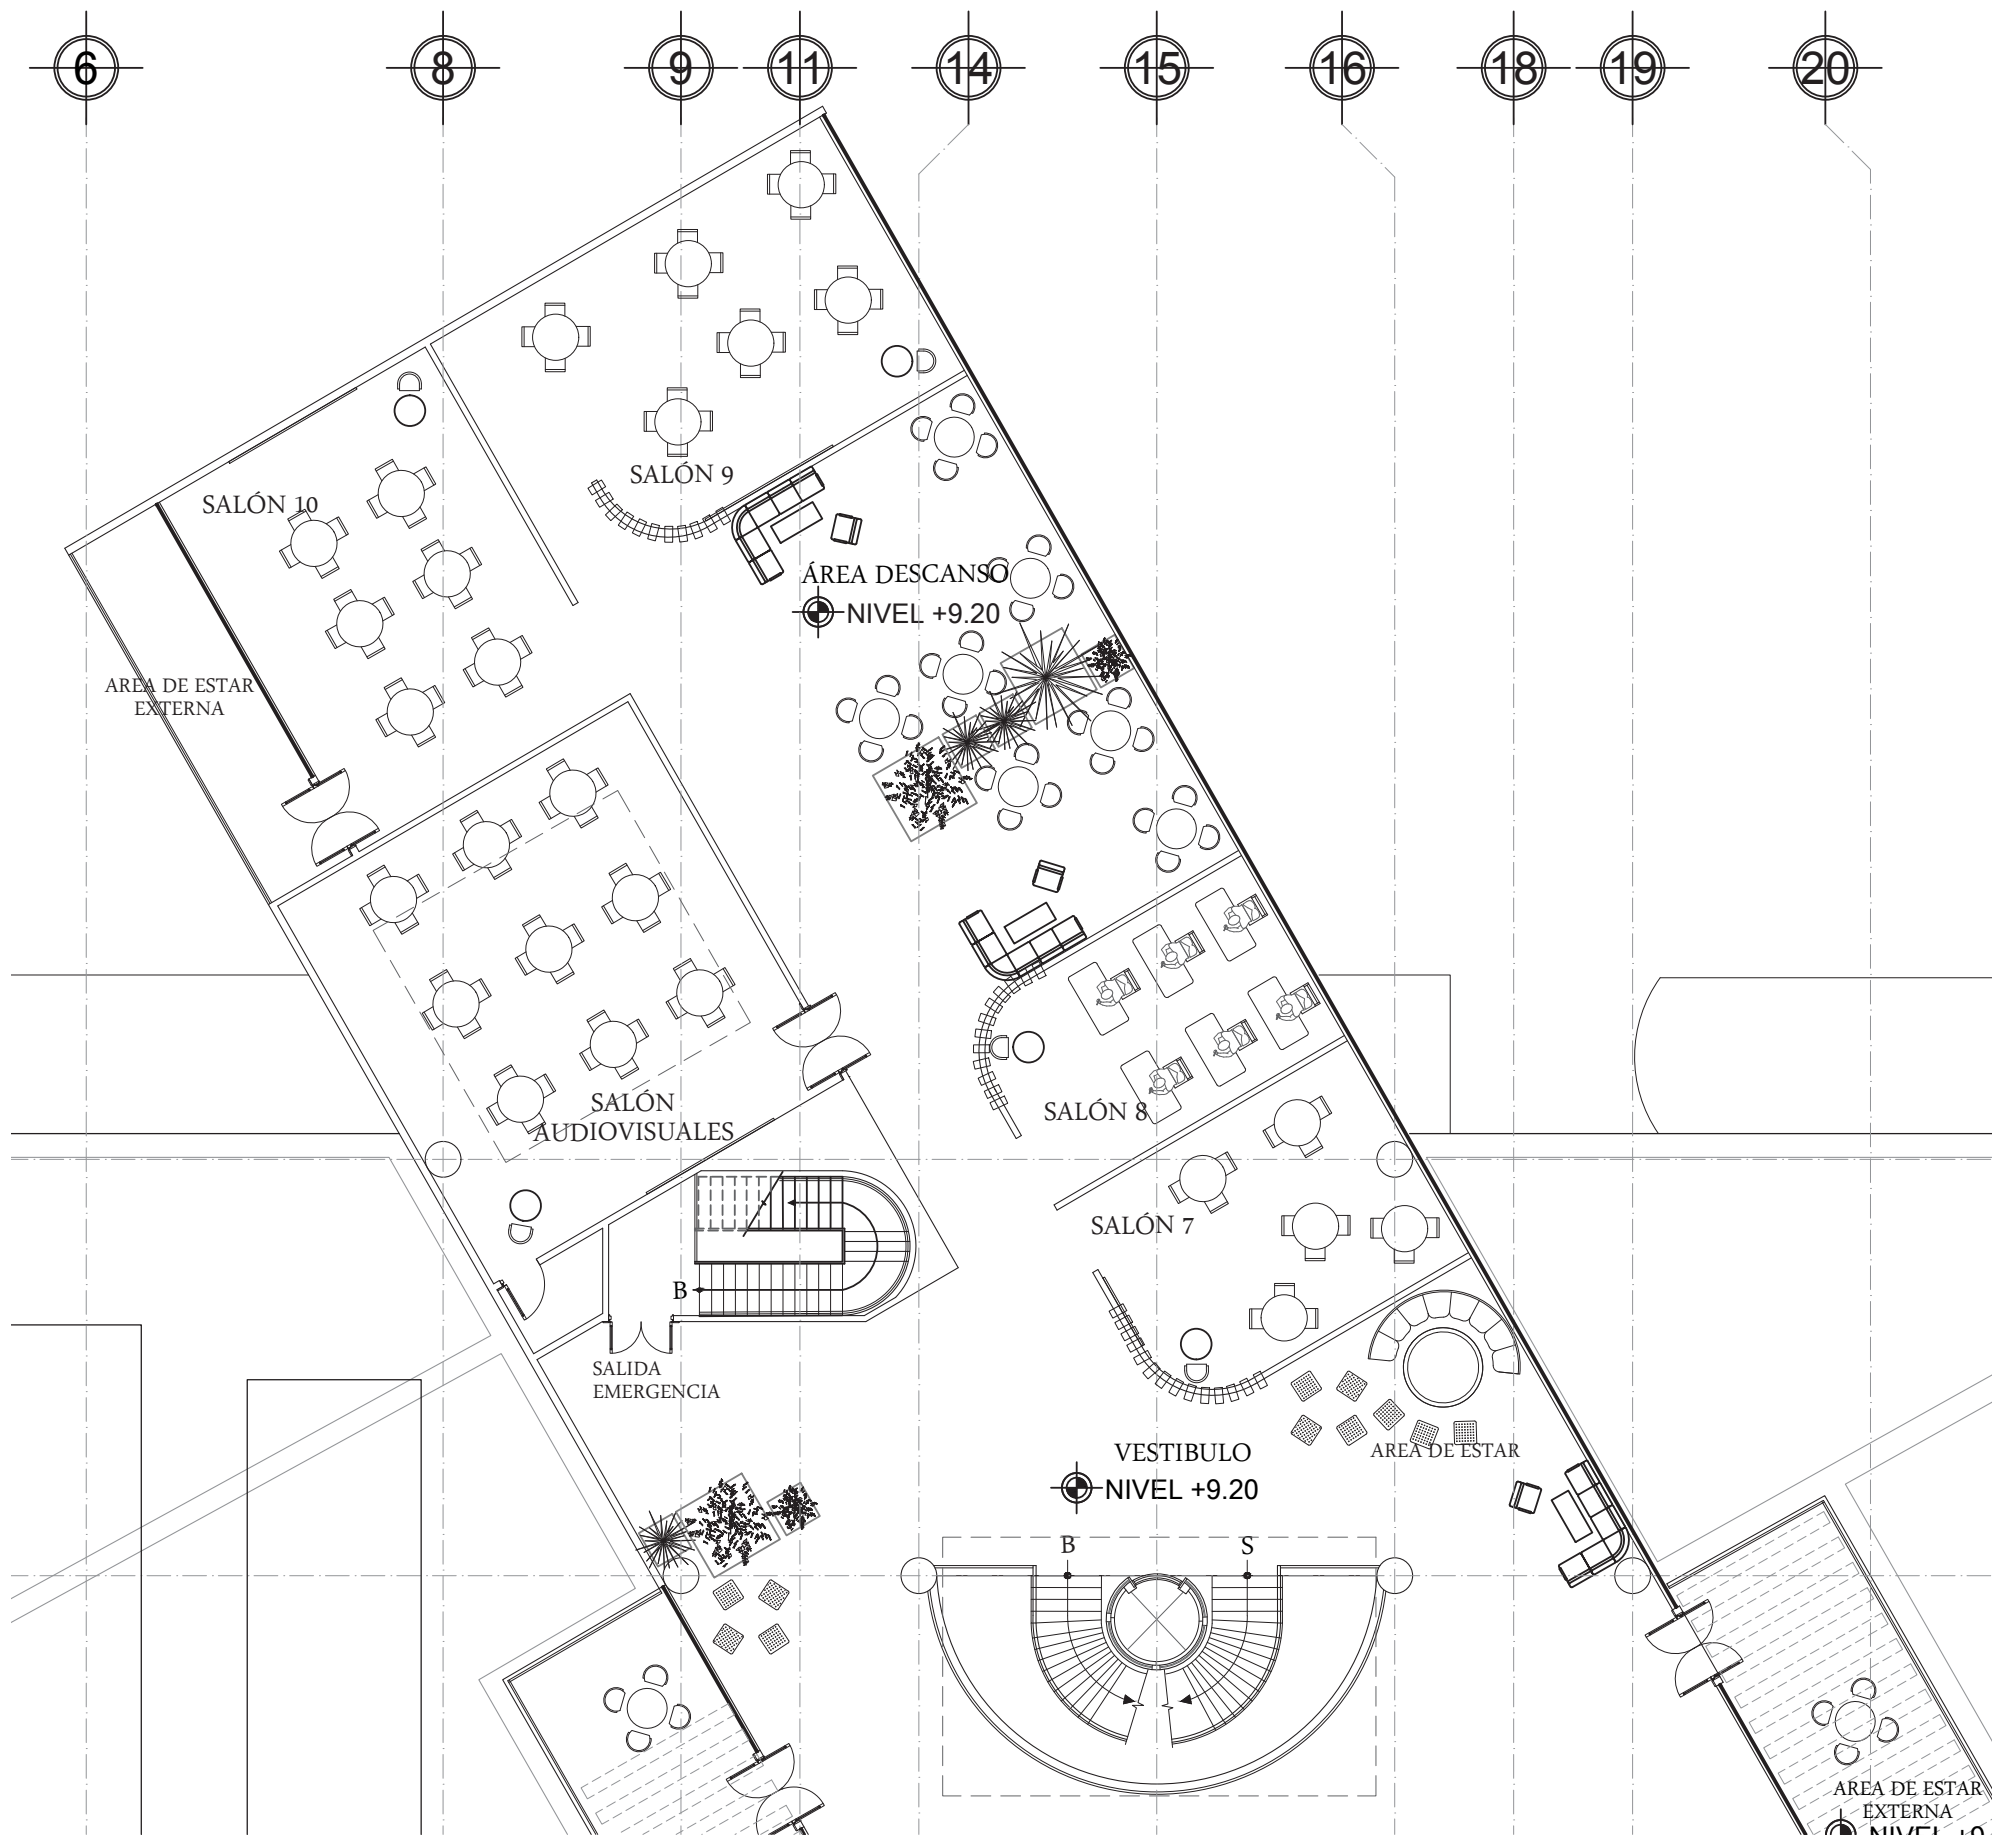 6 8 9 11 14 15 16 18 19 20
SALÓN 9
SALÓN 10
ÁREA DESCANSO
NIVEL +9.20
AREA DE ESTAR
EXTERNA
SALÓN
AUDIOVISUALES
SALÓN 8
SALÓN 7
B
SALIDA
EMERGENCIA
VESTIBULO
NIVEL +9.20
AREA DE ESTAR
B S
AREA DE ESTAR
EXTERNA
NIVEL +9